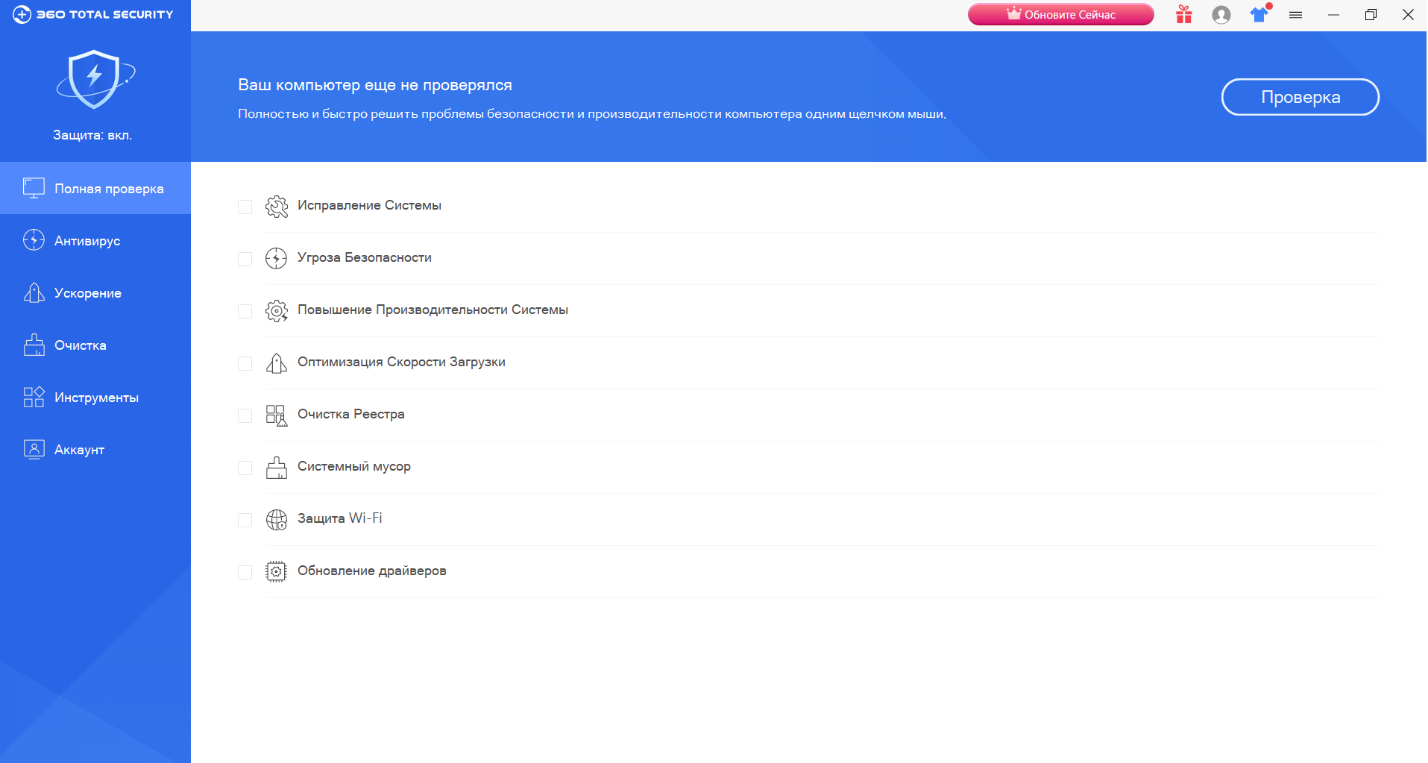 360 TOTAL SECURITY
Обновите Сейчас
Защита: вкл.
Ваш компьютер еще не проверялся
Полностью и быстро решить проблемы безопасности и производительности компьютера одним щелчком мыши.
Проверка
Полная проверка
Антивирус
Ускорение
Очистка
Инструменты
Аккаунт
Исправление Системы
Угроза Безопасности
Повышение Производительности Системы
Оптимизация Скорости Загрузки
Очистка Реестра
Системный мусор
Защита Wi-Fi
Обновление драйверов